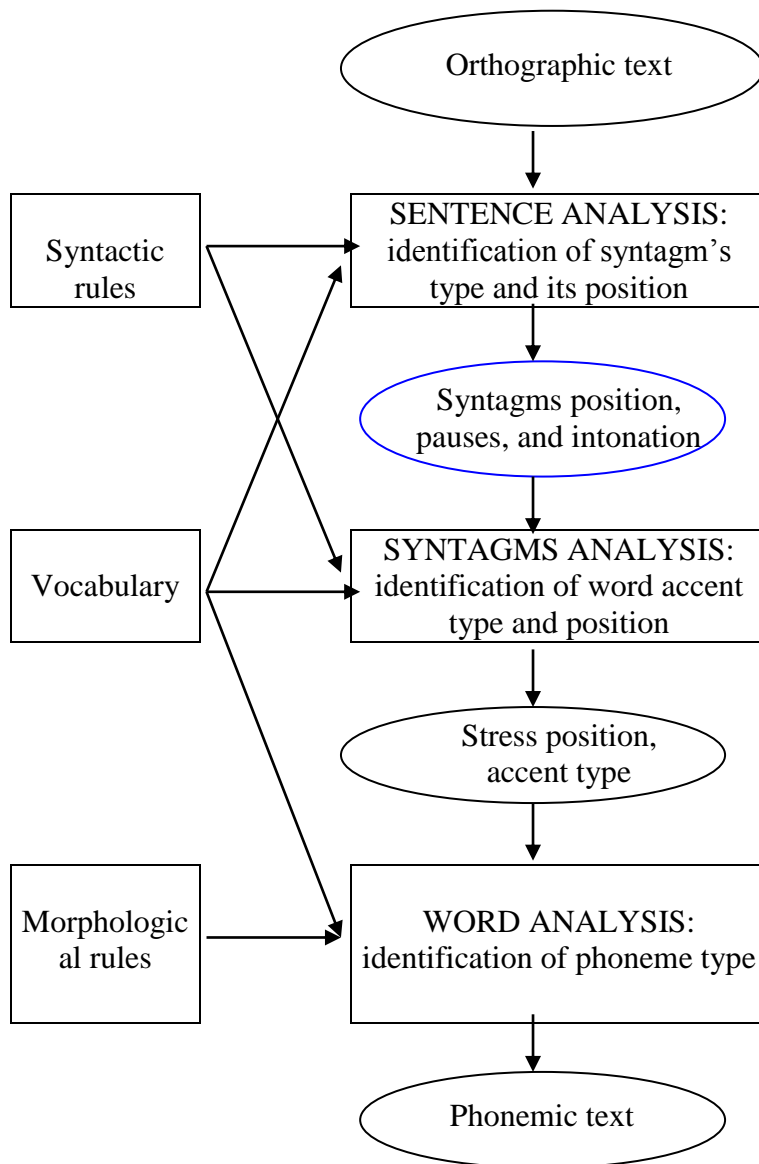 Orthographic text
SENTENCE ANALYSIS:
identification of syntagm’s
type and its position
Syntactic
rules
Syntagms position,
pauses, and intonation
SYNTAGMS ANALYSIS:
identification of word accent
type and position
Vocabulary
Stress position,
accent type
WORD ANALYSIS:
identification of phoneme type
Morphologic
al rules
Phonemic text